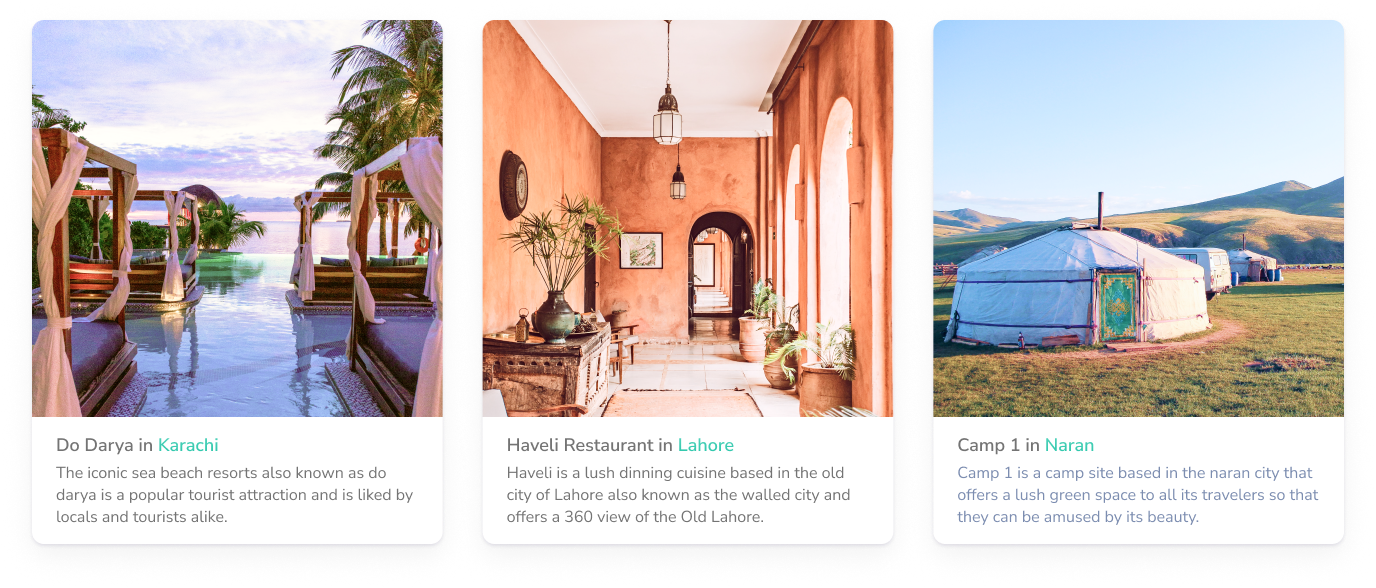 Do Darya in Karachi
The iconic sea beach resorts also known as do
darya is a popular tourist attraction and is liked by
locals and tourists alike.
Haveli Restaurant in Lahore
Haveli is a lush dinning cuisine based in the old
city of Lahore also known as the walled city and
offers a 360 view of the Old Lahore.
Camp 1 in Naran
Camp 1 is a camp site based in the naran city that
offers a lush green space to all its travelers so that
they can be amused by its beauty.